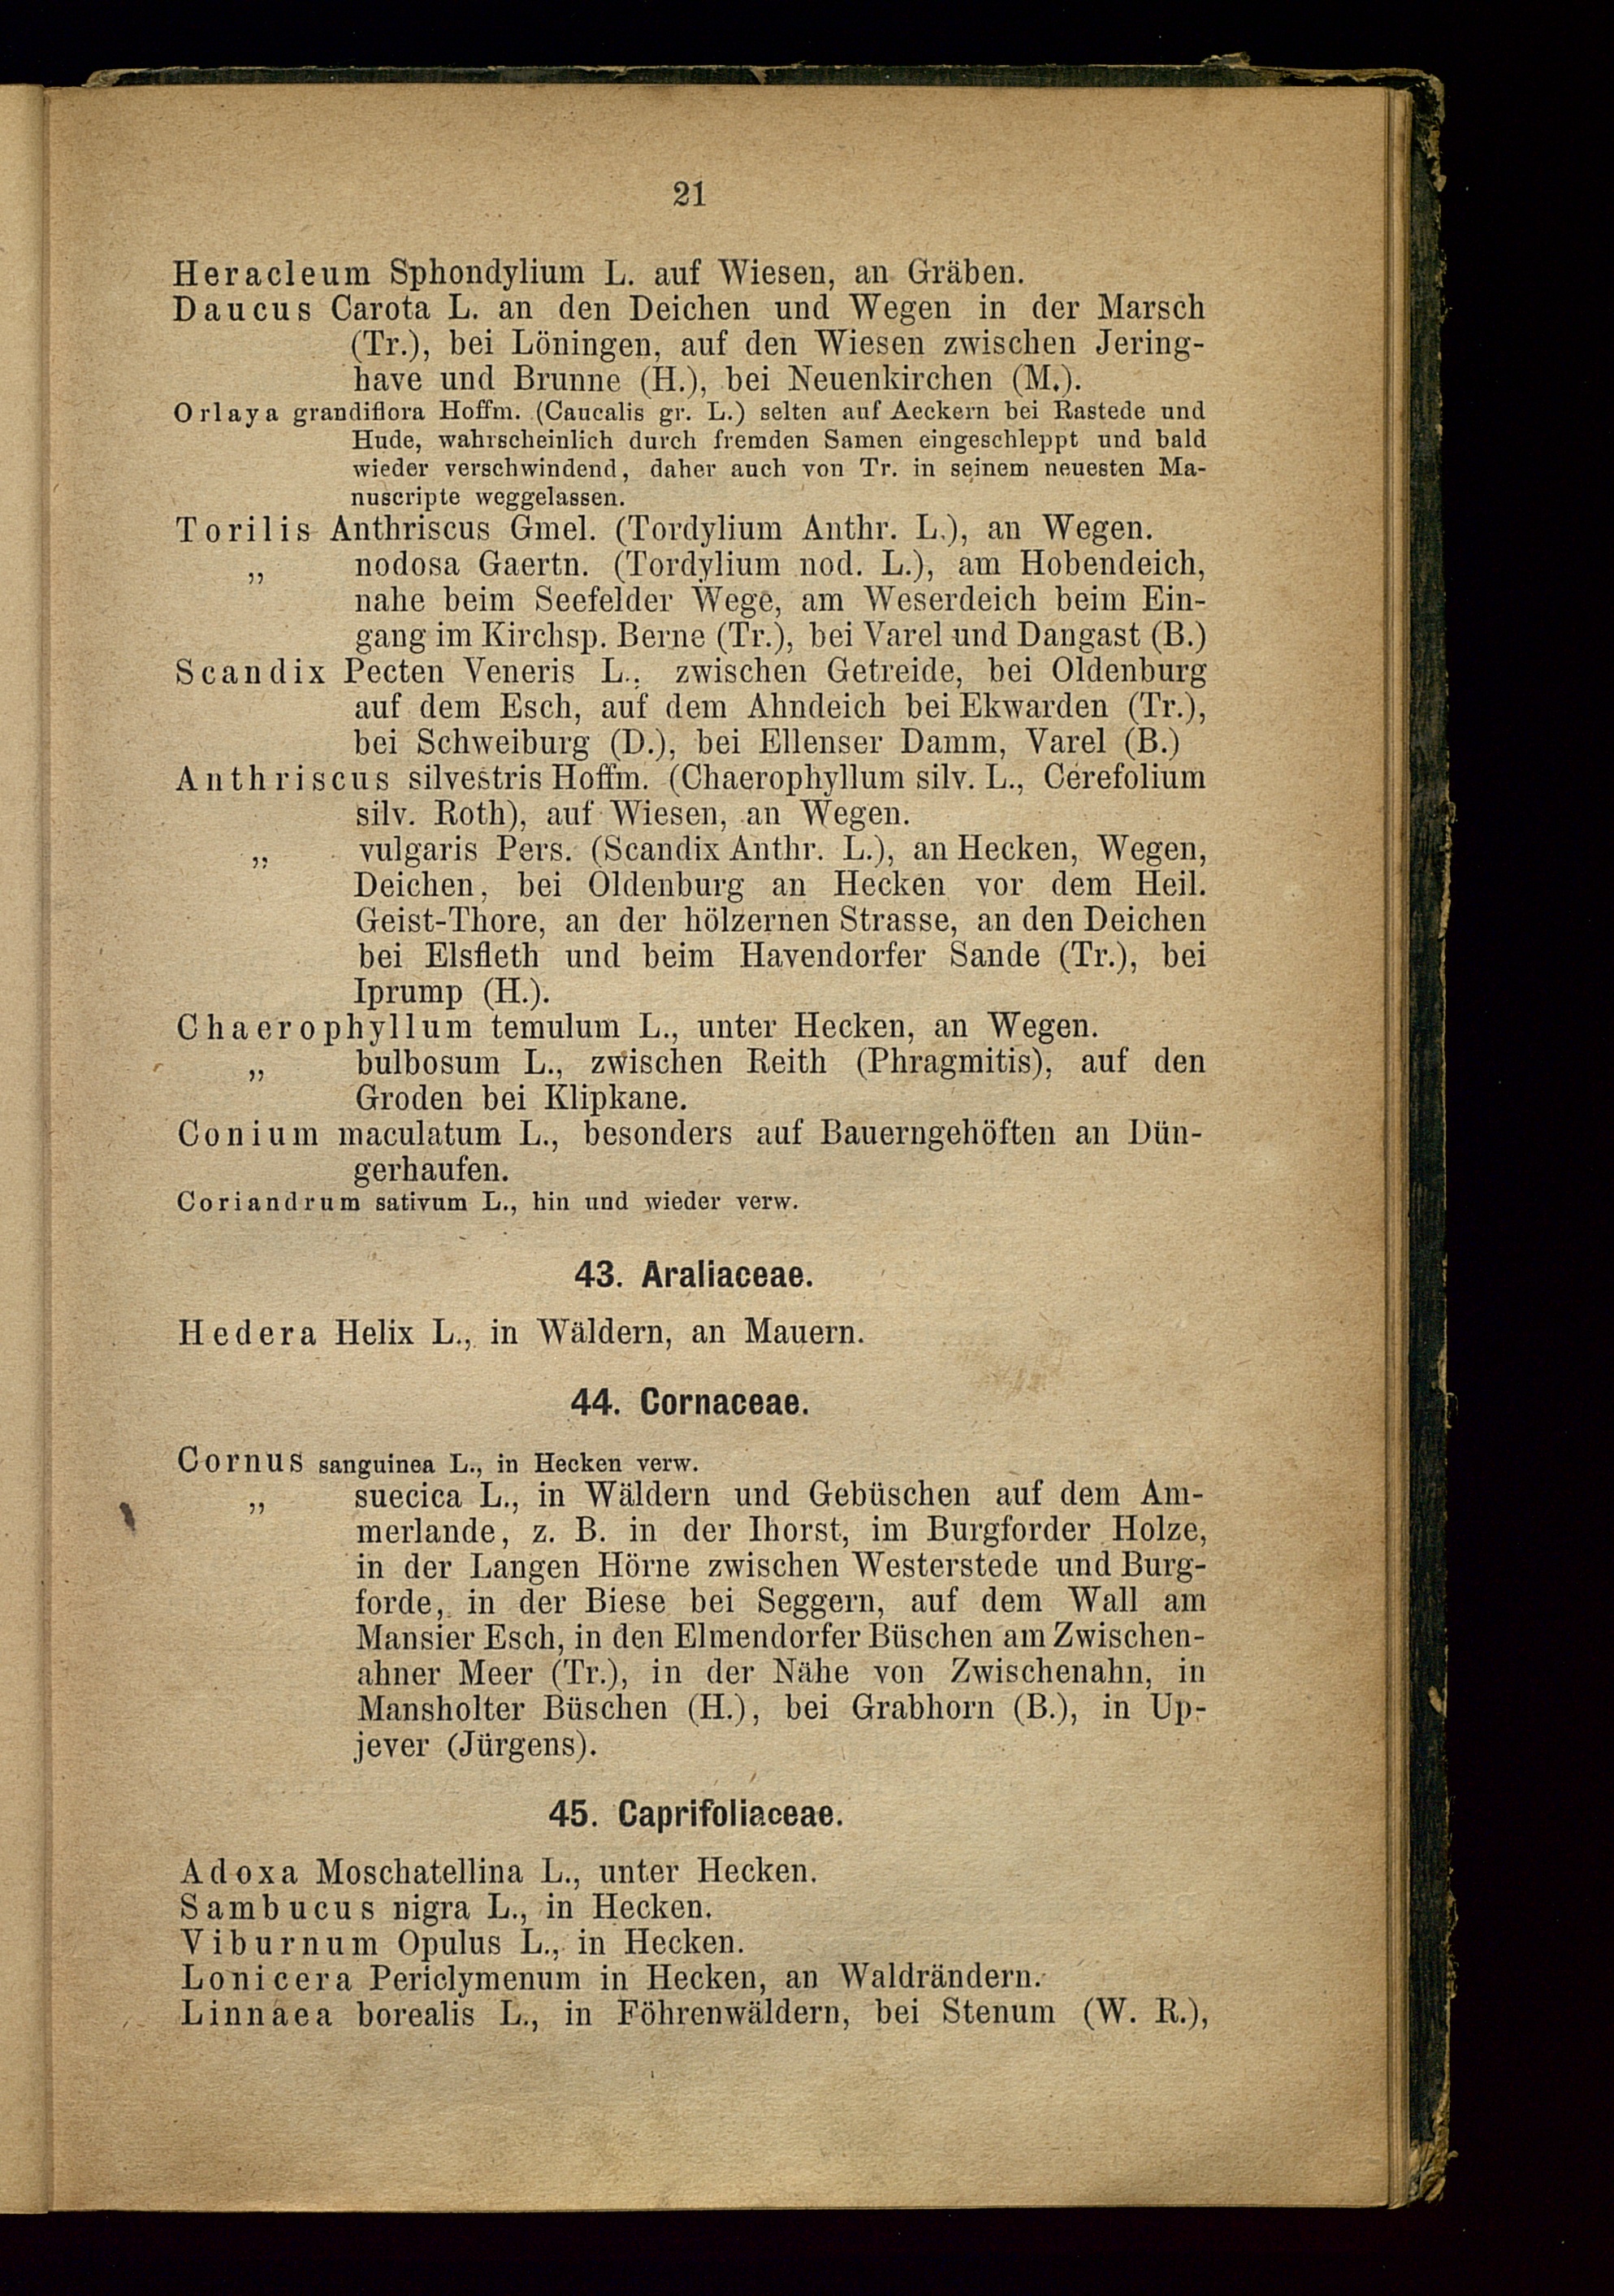 21
Heracleum Sphondylium L. auf Wiesen, an Gräben.
Daucus Carota L. an den Deichen und Wegen in der Marsch
(Tr.), bei Löningen, auf den Wiesen zwischen Jering-
have und Brunne (H.), bei Neuenkirchen (M.).
Orlaya grandiflora Hoffm. (Caucalis gr. L.) selten auf Aeckern bei Rastede und
Hude, wahrscheinlich durch fremden Samen eingeschleppt und bald
wieder verschwindend, daher auch von Tr. in seinem neuesten Ma-
nuscripte weggelassen.
Torilis Anthriscus Gmel. (Tordylium Anthr. L.), an Wegen.
„ nodosa Gaertn. (Tordylium nod. L.), am Hobendeich,
nahe beim Seefelder Wege, am Weserdeich beim Ein-
gang im Kirchsp. Berne (Tr.), bei Varel und Dangast (B.)
Scandix Pecten Veneris L., zwischen Getreide, bei Oldenburg
auf dem Esch, auf dem Ahndeich bei Ekwarden (Tr.),
bei Schweiburg (D.), bei Ellenser Damm, Varel (B.)
Anthriscus silvestris Hoffm. (Chaerophyllum silv. L., Cerefolium
silv. Roth), auf Wiesen, an Wegen.
„ vulgaris Pers. (Scandix Anthr. L.), an Hecken, Wegen,
Deichen, bei Oldenburg an Hecken vor dem Heil.
Geist-Thore, an der hölzernen Strasse, an den Deichen
bei Elsfleth und beim Havendorfer Sande (Tr.), bei
Iprump (H.).
Chaerophyllum temulum L., unter Hecken, an Wegen.
„ bulbosum L., zwischen Reith (Phragmitis), auf den
Groden bei Klipkane.
Conium maculatum L., besonders auf Bauerngehöften an Dün-
gerhaufen.
Coriandrum sativum L., hin und wieder verw.
43. Araliaceae.
Hedera Helix L., in Wäldern, an Mauern.
44. Cornaceae.
Cornus sanguinea L., in Hecken verw.
„ suecica L., in Wäldern und Gebüschen auf dem Am-
merlande, z. B. in der Ihorst, im Burgforder Holze,
in der Langen Hörne zwischen Westerstede und Burg-
forde, in der Biese bei Seggern, auf dem Wall am
Mansier Esch, in den Elmendorfer Büschen am Zwischen-
ahner Meer (Tr.), in der Nähe von Zwischenahn, in
Mansholter Büschen (H.), bei Grabhorn (B.), in Up-
jever (Jürgens).
45. Caprifoliaceae.
Adoxa Moschatellina L., unter Hecken.
Sambucus nigra L., in Hecken.
Viburnum Opulus L., in Hecken.
Lonicera Periclymenum in Hecken, an Waldrändern.
Linnaea borealis L., in Föhrenwäldern, bei Stenum (W. R.),